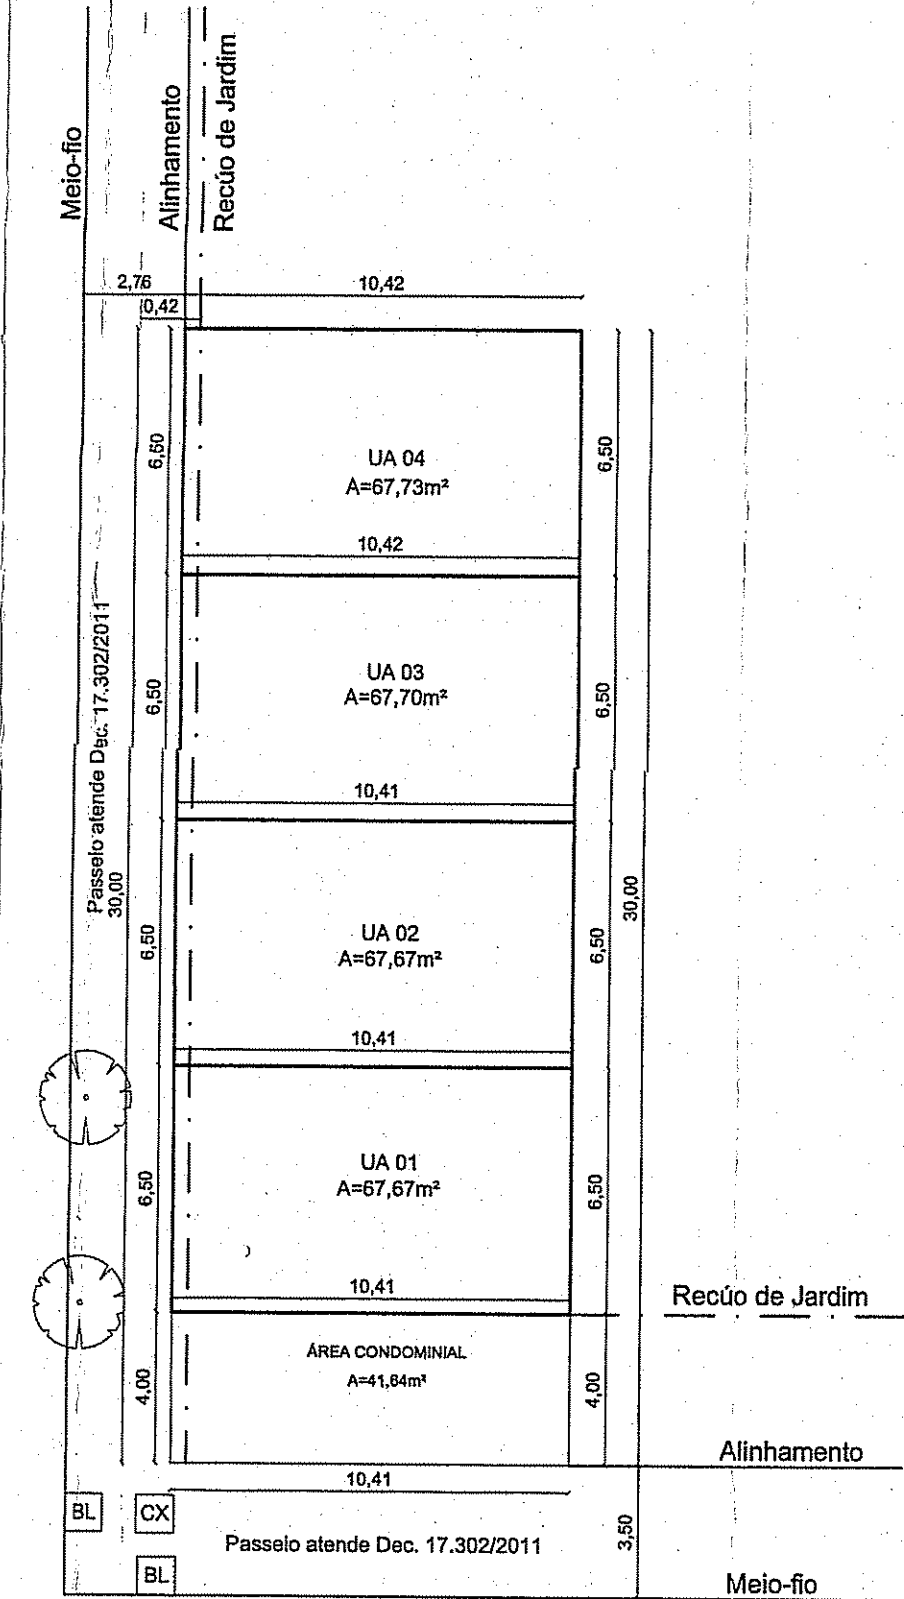 Meio-fio
Alinhamento
Recúo de Jardim
2,76
10,42
0,42
6,50
UA 04
A=67,73m²
6,50
10,42
Passeio atende Dec. 17.302/2011
30,00
6,50
UA 03
A=67,70m²
6,50
10,41
6,50
UA 02
A=67,67m²
6,50
30,00
10,41
6,50
UA 01
A=67,67m²
6,50
10,41
Recúo de Jardim
4,00
ÁREA CONDOMINIAL
A=41,64m²
4,00
Alinhamento
10,41
BL
CX
Passeio atende Dec. 17.302/2011
3,50
BL
Meio-fio